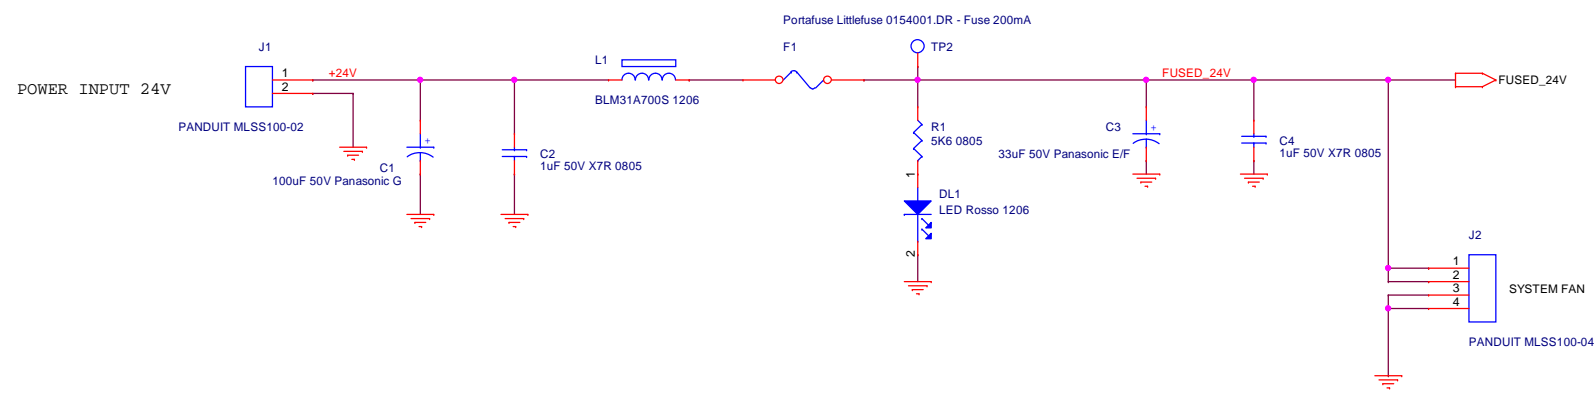 Portafuse Littlefuse 0154001.DR - Fuse 200mA
J1
F1
TP2
L1
POWER INPUT 24V
1
+24V
2
FUSED_24V
FUSED_24V
BLM31A700S 1206
PANDUIT MLSS100-02
R1
5K6 0805
C3
33uF 50V Panasonic E/F
+
C4
1uF 50V X7R 0805
+
C1
100uF 50V Panasonic G
C2
1uF 50V X7R 0805
1
DL1
LED Rosso 1206
2
J2
1
2
3
4
SYSTEM FAN
PANDUIT MLSS100-04